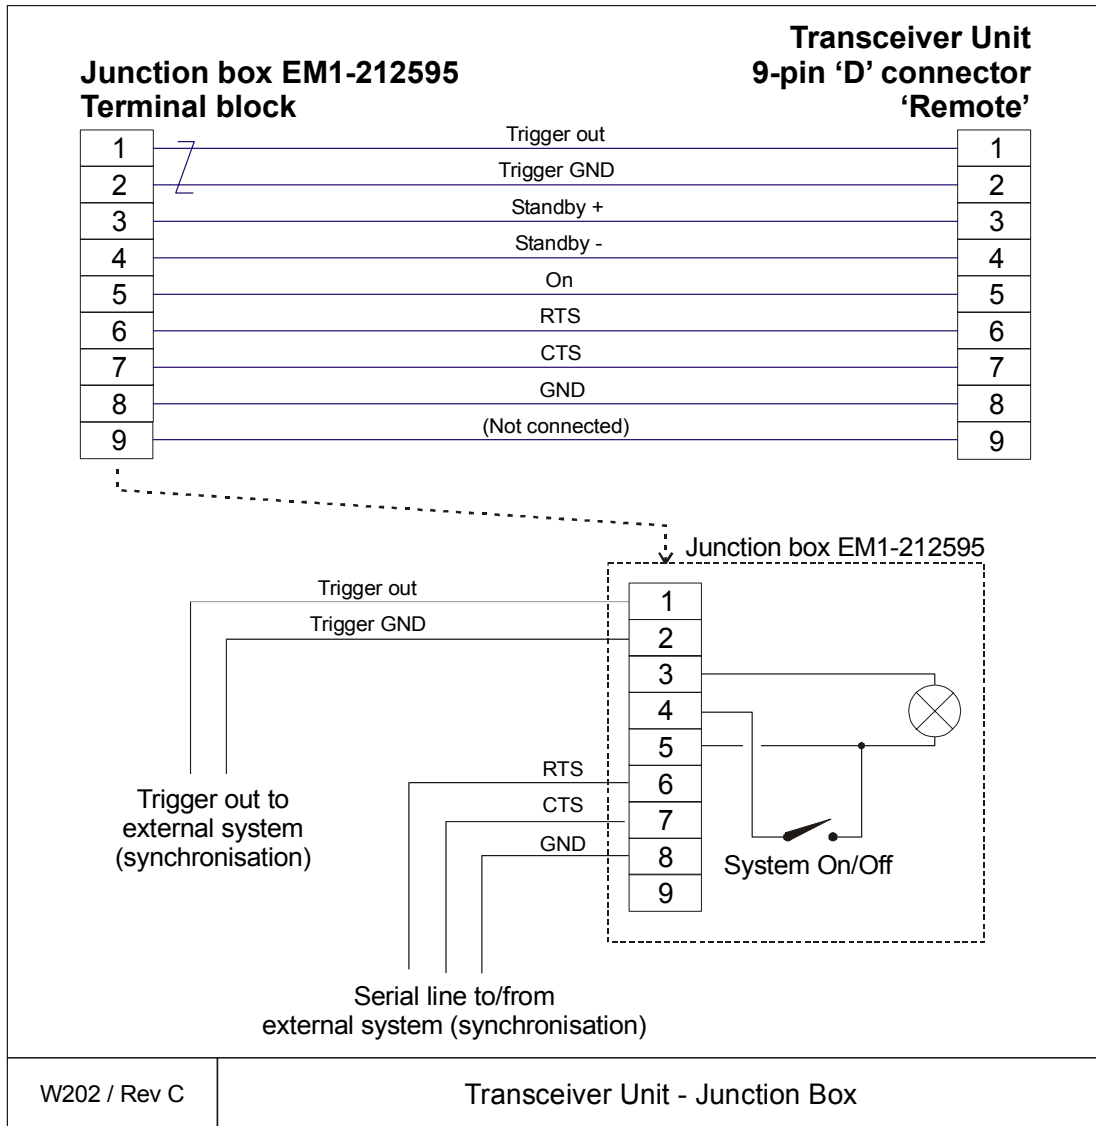 Junction box EM1-212595
Terminal block
Transceiver Unit
9-pin ‘D’ connector
‘Remote’
1 Trigger out 1
2 Trigger GND 2
3 Standby + 3
4 Standby - 4
5 On 5
6 RTS 6
7 CTS 7
8 GND 8
9 (Not connected) 9
Junction box EM1-212595
Trigger out 1
Trigger GND 2
3
4
5
RTS 6
CTS 7
GND 8
9
System On/Off
Trigger out to
external system
(synchronisation)
Serial line to/from
external system (synchronisation)
W202 / Rev C
Transceiver Unit - Junction Box